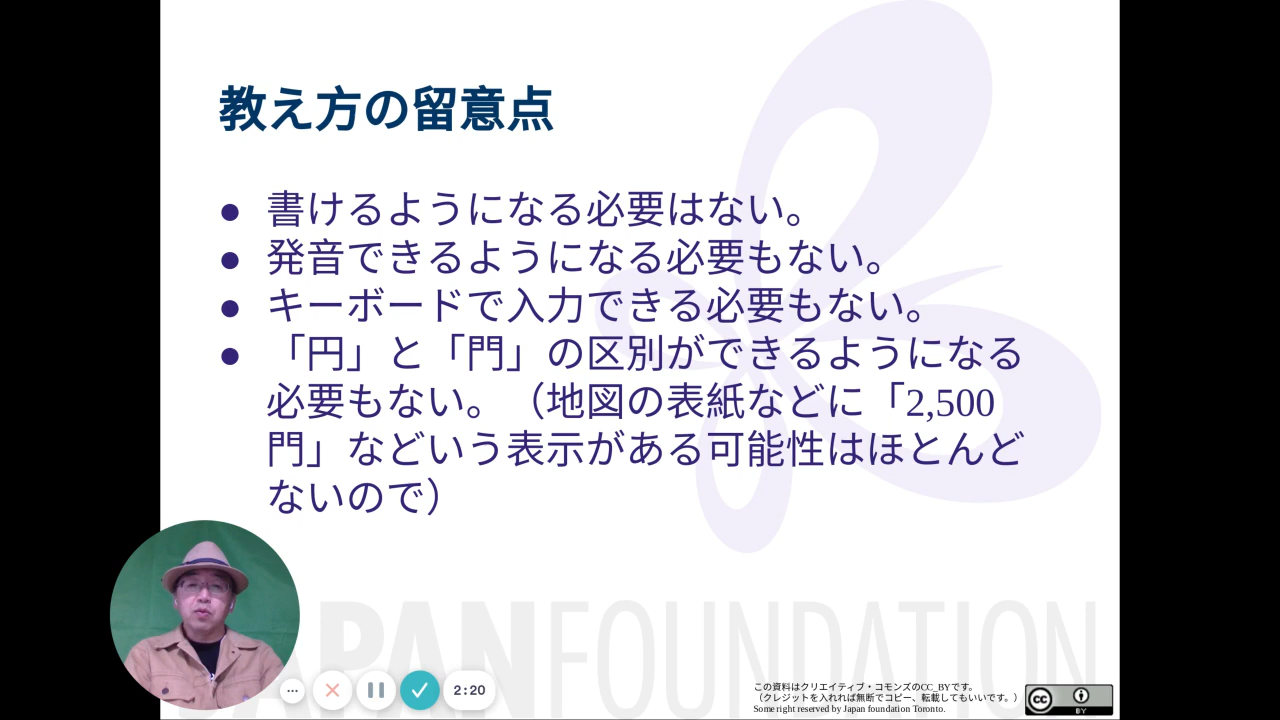 教え方の留意点
● 書けるようになる必要はない。
● 発音できるようになる必要もない。
● キーボードで入力できる必要もない。
● 「円」と「門」の区別ができるようになる
必要もない。（地図の表紙などに「2,500
門」などいう表示がある可能性はほとんど
ないので）
JAPANFOUNDATION
2:20
この資料はクリエイティブ・コモンズのCC_BYです。
（クレジットを入れれば無断でコピー、転載してもいいです。）
Some right reserved by Japan foundation Toronto.
cc
BY